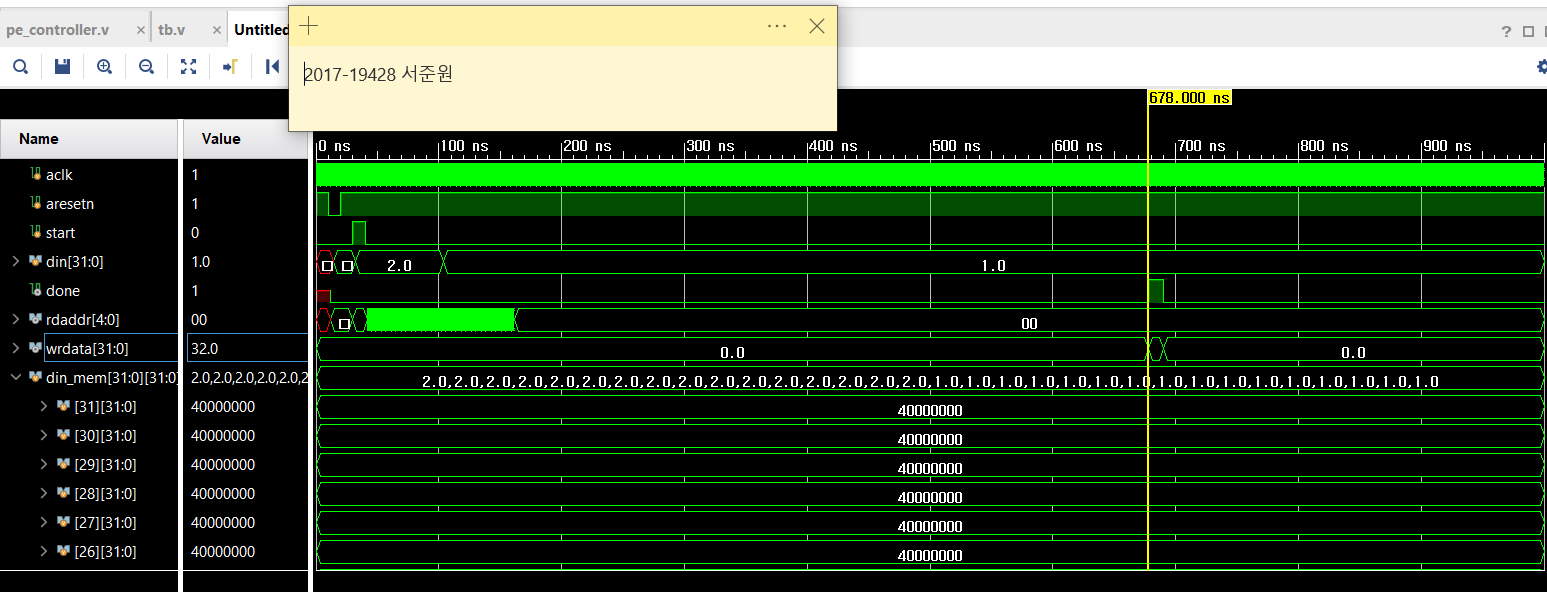 pe_controller.v × tb.v × Untitled
2017-19428 서준원
678.000 ns
Name Value
0 ns 100 ns 200 ns 300 ns 400 ns 500 ns 600 ns 700 ns 800 ns 900 ns
aclk 1
aresetn 1
start 0
din[31:0] 1.0 2.0 1.0
done 1
rdaddr[4:0] 00 00
wrdata[31:0] 32.0 0.0 0.0
din_mem[31:0][31:0] 2.0,2.0,2.0,2.0,2.0,2 2.0,2.0,2.0,2.0,2.0,2.0,2.0,2.0,2.0,2.0,2.0,2.0,2.0,2.0,2.0,2.0,1.0,1.0,1.0,1.0,1.0,1.0,1.0,1.0,1.0,1.0,1.0,1.0,1.0,1.0,1.0,1.0
[31][31:0] 40000000 40000000
[30][31:0] 40000000 40000000
[29][31:0] 40000000 40000000
[28][31:0] 40000000 40000000
[27][31:0] 40000000 40000000
[26][31:0] 40000000 40000000